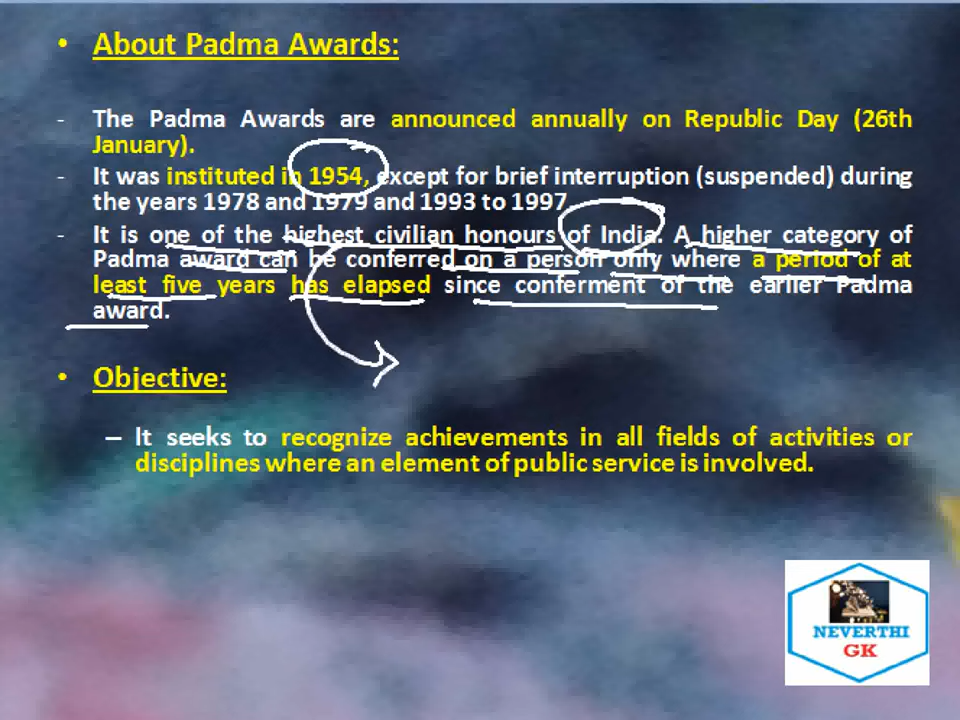 • About Padma Awards:
- The Padma Awards are announced annually on Republic Day (26th
January).
- It was instituted in 1954, except for brief interruption (suspended) during
the years 1978 and 1979 and 1993 to 1997.
- It is one of the highest civilian honours of India. A higher category of
Padma award can be conferred on a person only where a period of at
least five years has elapsed since conferment of the earlier Padma
award.
• Objective:
– It seeks to recognize achievements in all fields of activities or
disciplines where an element of public service is involved.
NEVERTHI
GK